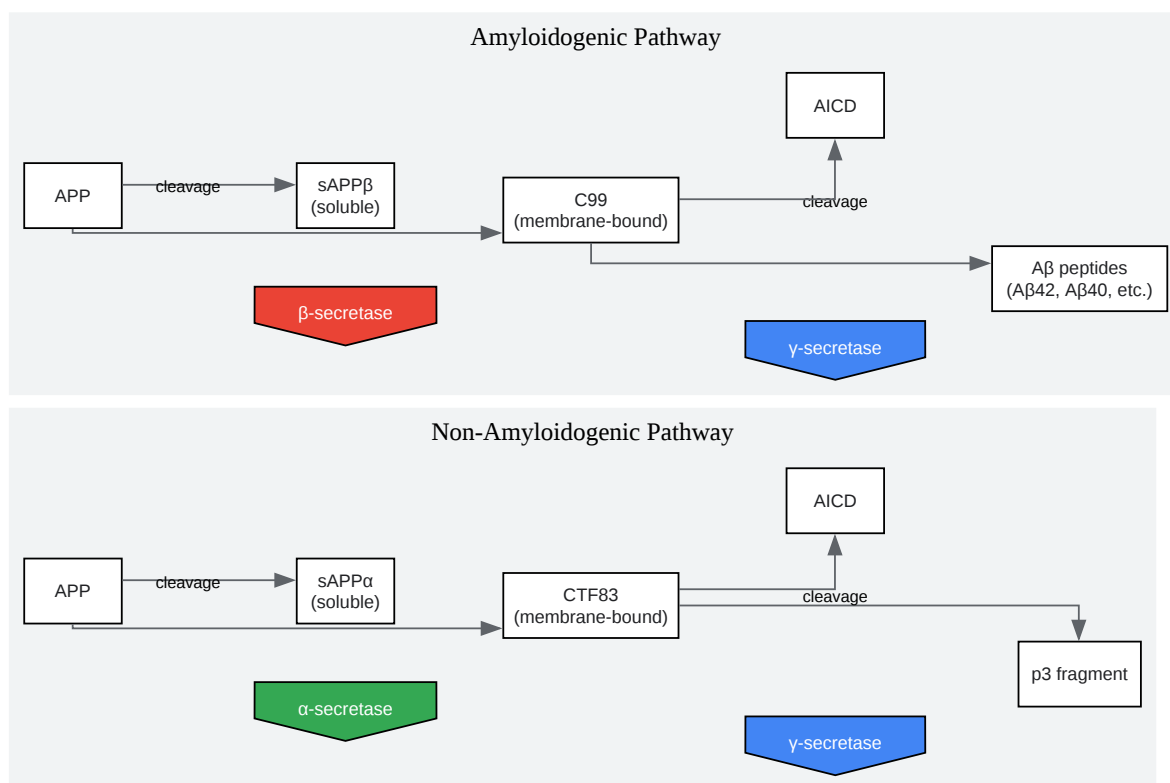 Amyloidogenic Pathway
AICD
APP
cleavage
sAPPβ
(soluble)
C99
(membrane-bound)
cleavage
Aβ peptides
(Aβ42, Aβ40, etc.)
β-secretase
γ-secretase
Non-Amyloidogenic Pathway
AICD
APP
cleavage
sAPPα
(soluble)
CTF83
(membrane-bound)
cleavage
p3 fragment
α-secretase
γ-secretase